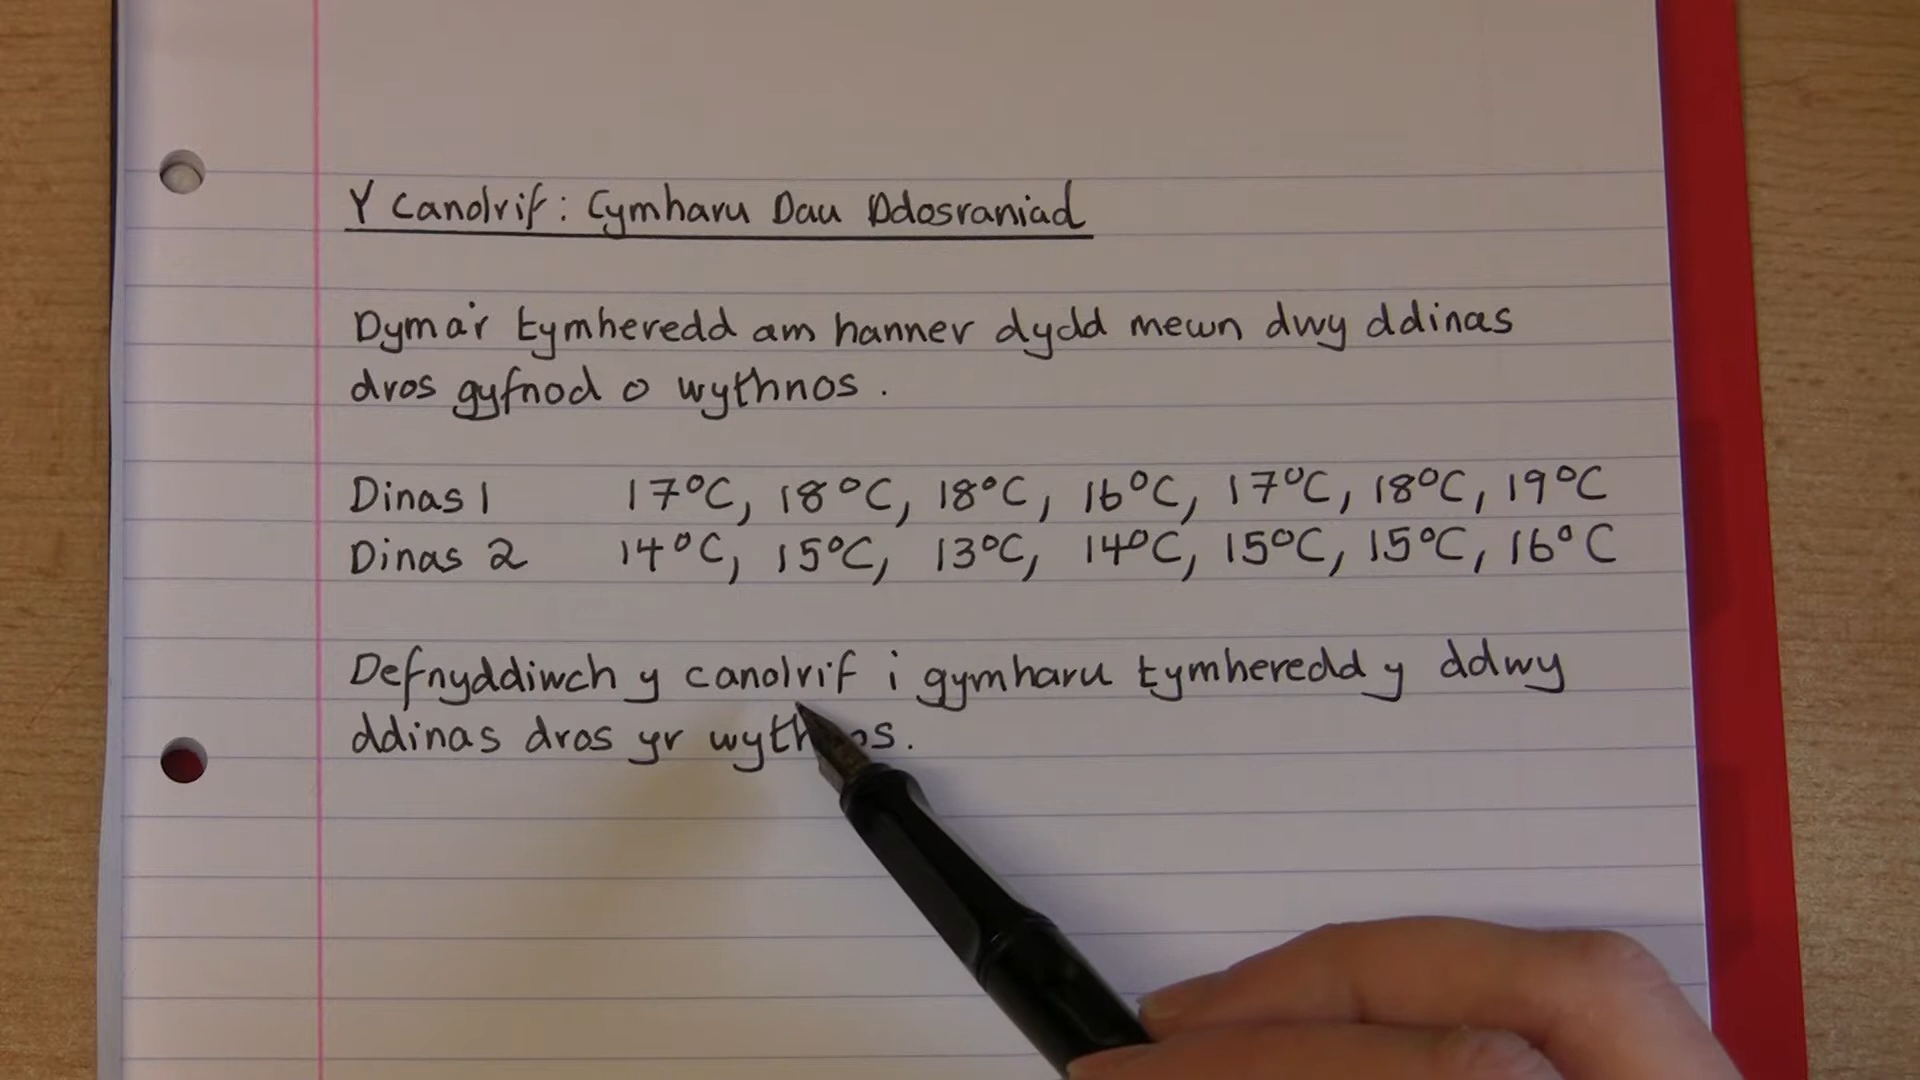 Y Canolrif: Cymharu Dau Ddosraniad
Dyma'r tymheredd am hanner dydd mewn dwy ddinas
dros gyfnod o wythnos.
Dinas 1 17°C, 18°C, 18°C, 16°C, 17°C, 18°C, 19°C
Dinas 2 14°C, 15°C, 13°C, 14°C, 15°C, 15°C, 16°C
Defnyddiwch y canolrif i gymharu tymheredd y ddwy
ddinas dros yr wythnos.